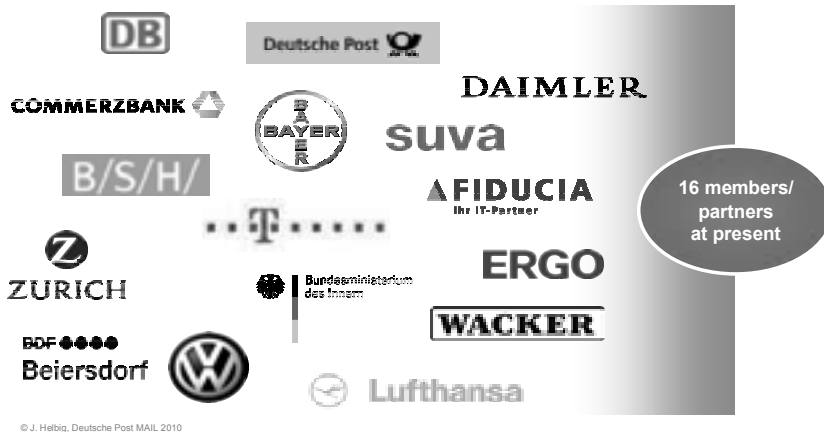 DB
Deutsche Post
DAIMLER
COMMERZBANK
BAYER
BAYER
suva
B/S/H/
FIDUCIA
Ihr IT-Partner
16 members/
partners
at present
T
Z
ZURICH
Bundesministerium
des Innern
ERGO
WACKER
BDF
Beiersdorf
VW
Lufthansa
© J. Helbig, Deutsche Post MAIL 2010